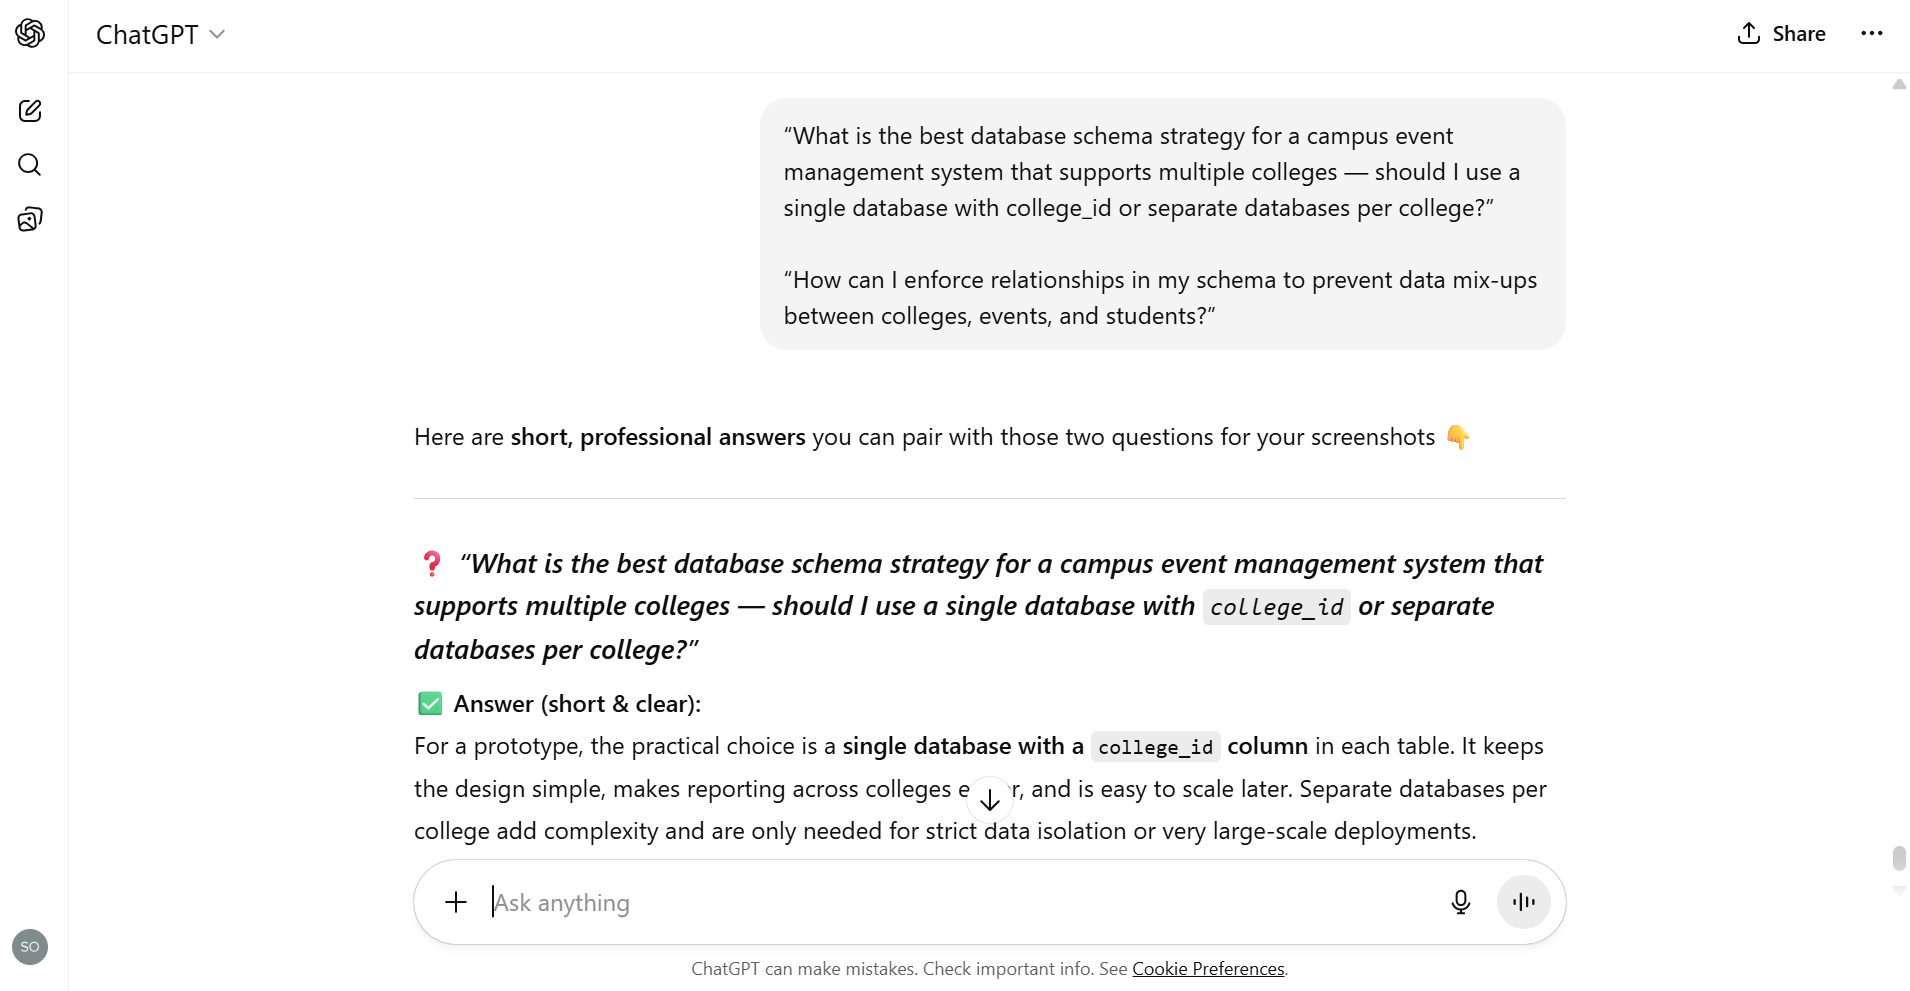 ChatGPT
Share
“What is the best database schema strategy for a campus event
management system that supports multiple colleges — should I use a
single database with college_id or separate databases per college?”
“How can I enforce relationships in my schema to prevent data mix-ups
between colleges, events, and students?”
Here are short, professional answers you can pair with those two questions for your screenshots 👇
❓ “What is the best database schema strategy for a campus event management system that
supports multiple colleges — should I use a single database with college_id or separate
databases per college?”
✅ Answer (short & clear):
For a prototype, the practical choice is a single database with a college_id column in each table. It keeps
the design simple, makes reporting across colleges e r, and is easy to scale later. Separate databases per
college add complexity and are only needed for strict data isolation or very large-scale deployments.
Ask anything
SO
ChatGPT can make mistakes. Check important info. See Cookie Preferences.